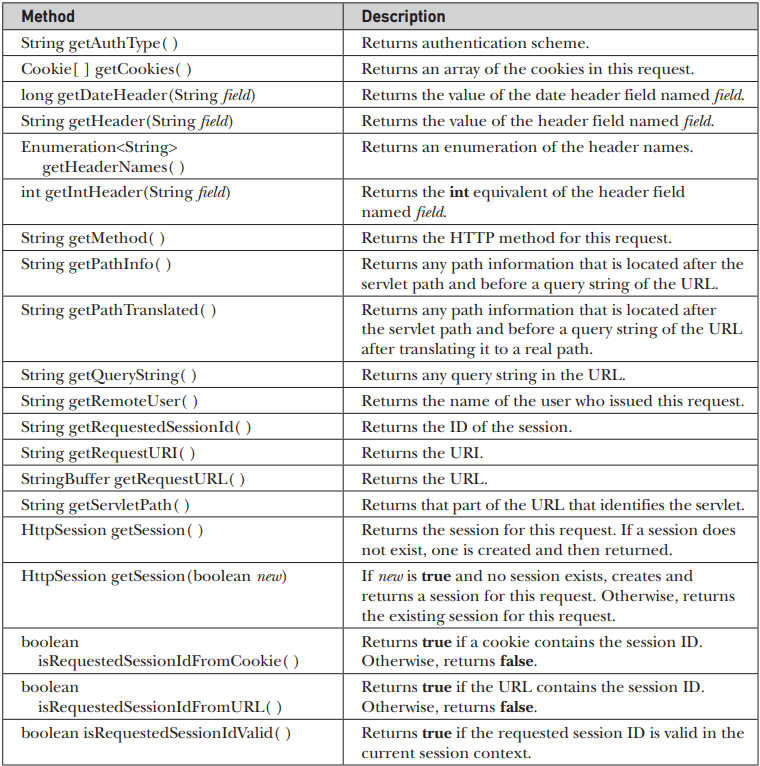 Method Description
String getAuthType( ) Returns authentication scheme.
Cookie[ ] getCookies( ) Returns an array of the cookies in this request.
long getDateHeader(String field) Returns the value of the date header field named field.
String getHeader(String field) Returns the value of the header field named field.
Enumeration<String> Returns an enumeration of the header names.
getHeaderNames( )
int getIntHeader(String field) Returns the int equivalent of the header field
named field.
String getMethod( ) Returns the HTTP method for this request.
String getPathInfo( ) Returns any path information that is located after the
servlet path and before a query string of the URL.
String getPathTranslated( ) Returns any path information that is located after
the servlet path and before a query string of the URL
after translating it to a real path.
String getQueryString( ) Returns any query string in the URL.
String getRemoteUser( ) Returns the name of the user who issued this request.
String getRequestedSessionId( ) Returns the ID of the session.
String getRequestURI( ) Returns the URI.
StringBuffer getRequestURL( ) Returns the URL.
String getServletPath( ) Returns that part of the URL that identifies the servlet.
HttpSession getSession( ) Returns the session for this request. If a session does
not exist, one is created and then returned.
HttpSession getSession(boolean new) If new is true and no session exists, creates and
returns a session for this request. Otherwise, returns
the existing session for this request.
boolean Returns true if a cookie contains the session ID.
isRequestedSessionIdFromCookie( ) Otherwise, returns false.
boolean Returns true if the URL contains the session ID.
isRequestedSessionIdFromURL( ) Otherwise, returns false.
boolean isRequestedSessionIdValid( ) Returns true if the requested session ID is valid in the
current session context.